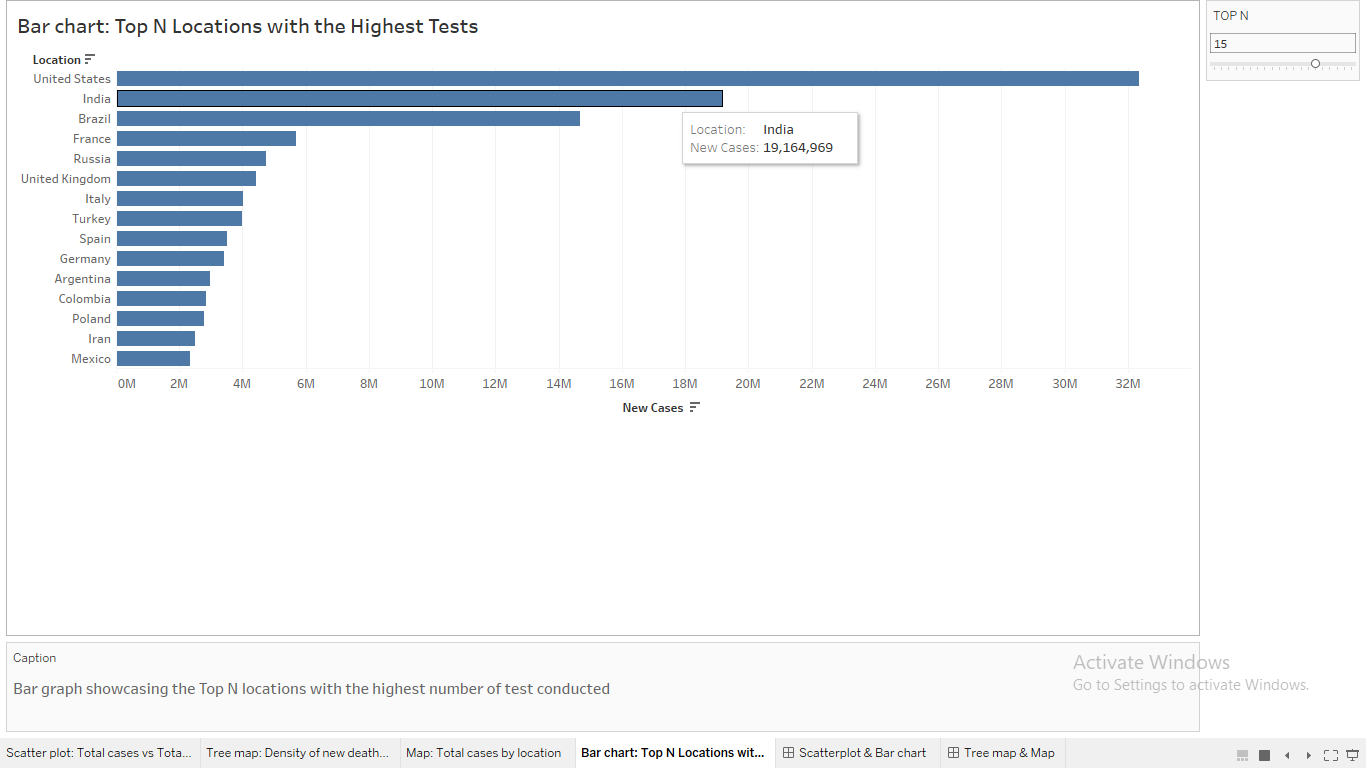 Bar chart: Top N Locations with the Highest Tests
TOP N
15
Location
United States
India
Brazil
France
Russia
United Kingdom
Italy
Turkey
Spain
Germany
Argentina
Colombia
Poland
Iran
Mexico
Location: India
New Cases: 19,164,969
0M 2M 4M 6M 8M 10M 12M 14M 16M 18M 20M 22M 24M 26M 28M 30M 32M
New Cases
Caption
Bar graph showcasing the Top N locations with the highest number of test conducted
Activate Windows
Go to Settings to activate Windows.
Scatter plot: Total cases vs Tota... Tree map: Density of new death... Map: Total cases by location Bar chart: Top N Locations wit... Scatterplot & Bar chart Tree map & Map